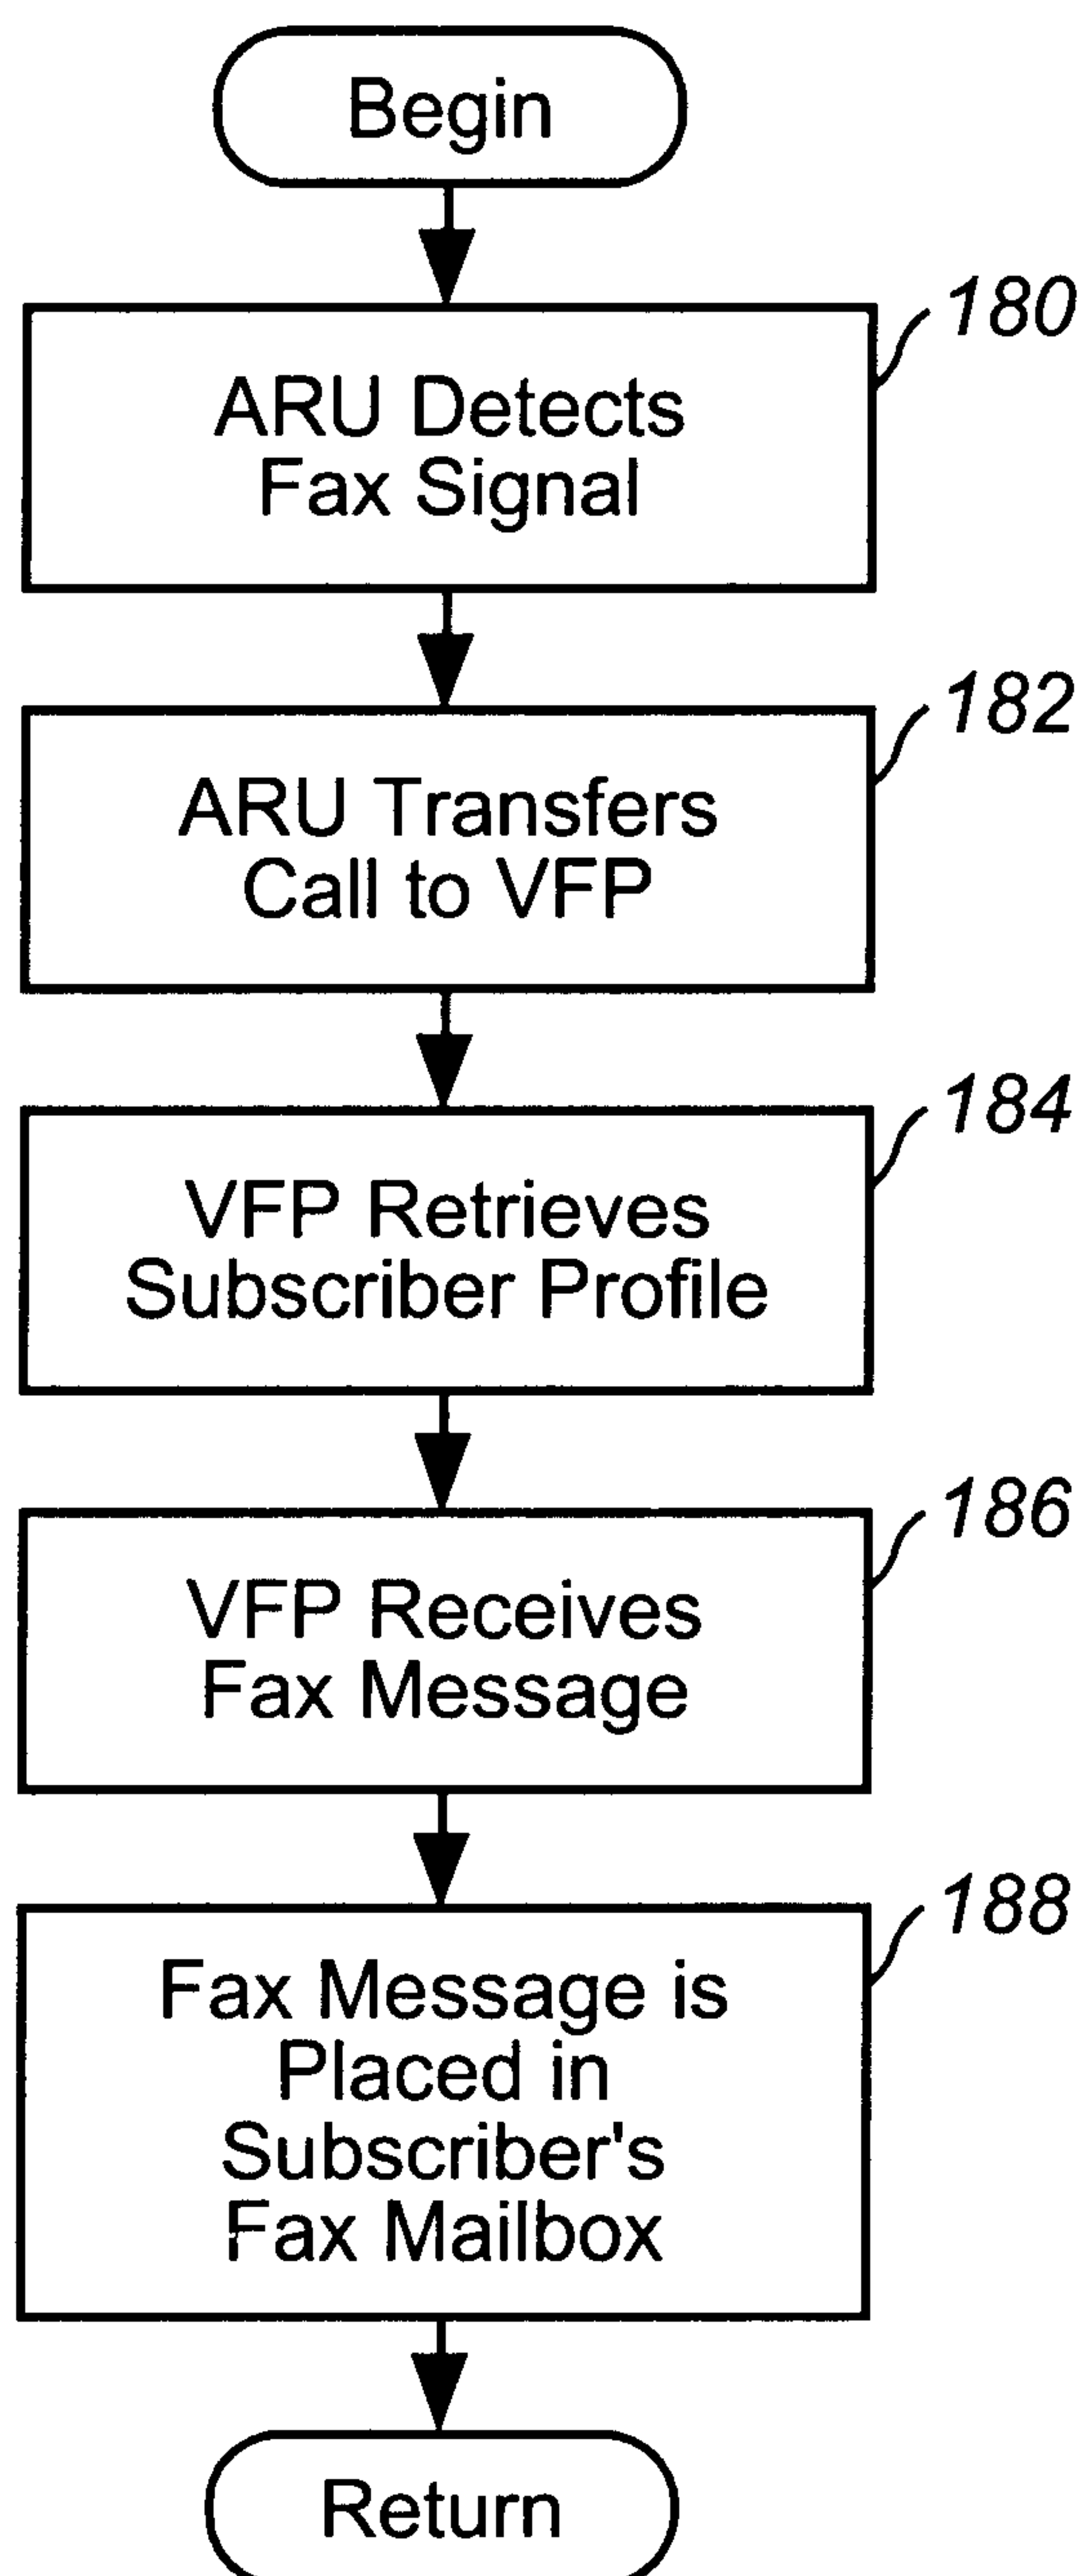 Begin
180
ARU Detects
Fax Signal
182
ARU Transfers
Call to VFP
184
VFP Retrieves
Subscriber Profile
186
VFP Receives
Fax Message
188
Fax Message is
Placed in
Subscriber's
Fax Mailbox
Return